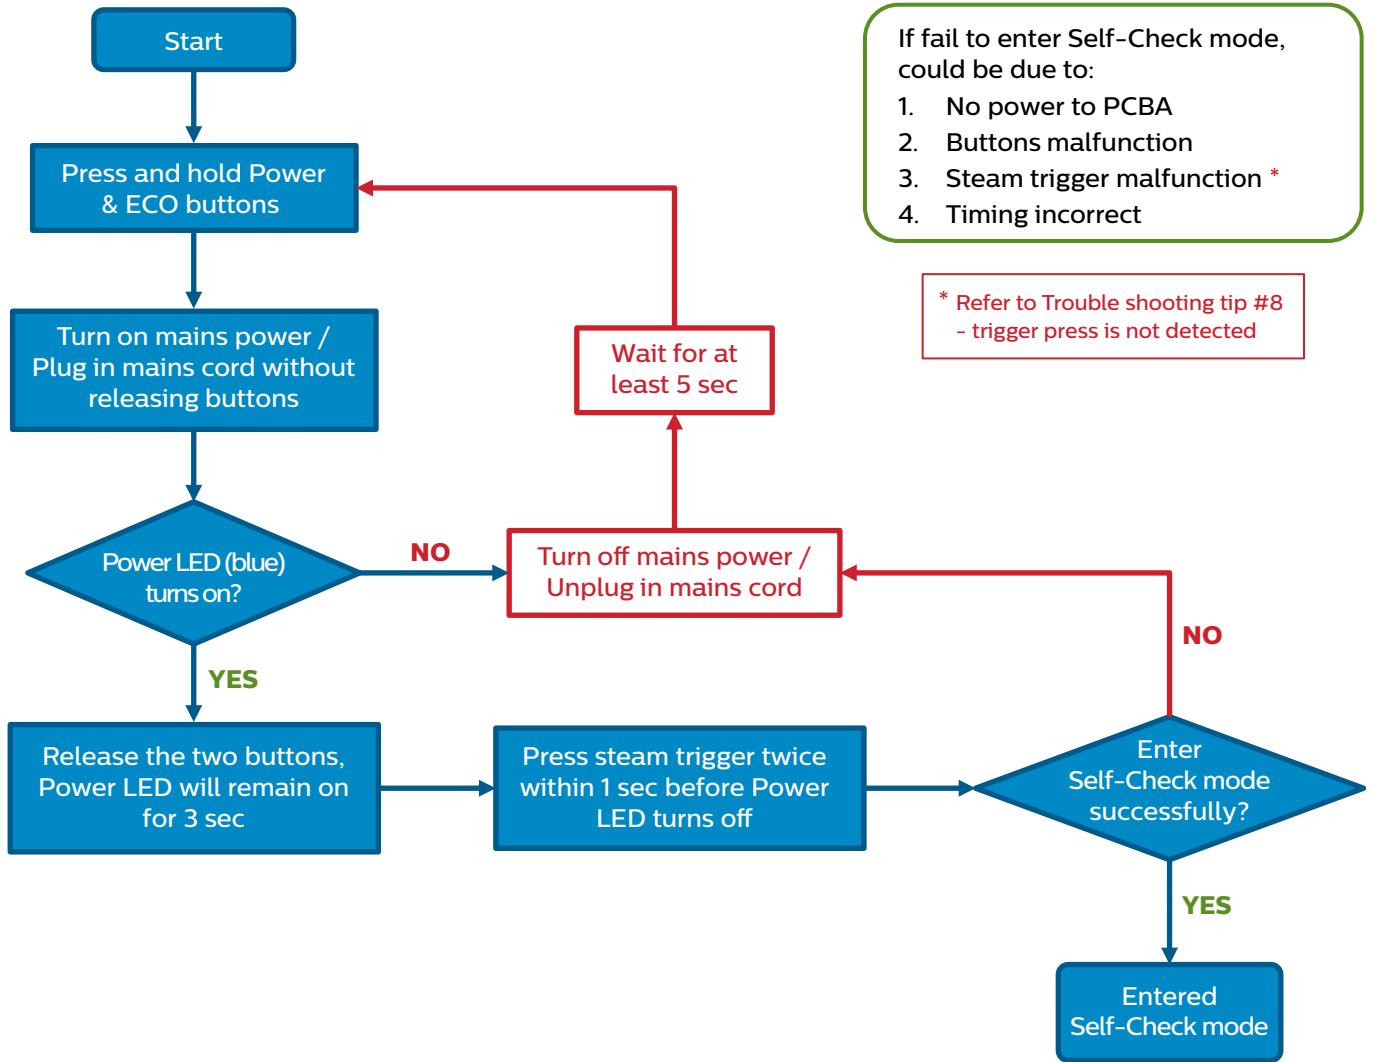 Start
Press and hold Power
& ECO buttons
Turn on mains power /
Plug in mains cord without
releasing buttons
Power LED (blue)
turns on?
NO
Turn off mains power /
Unplug in mains cord
Wait for at
least 5 sec
YES
Release the two buttons,
Power LED will remain on
for 3 sec
Press steam trigger twice
within 1 sec before Power
LED turns off
Enter
Self-Check mode
successfully?
NO
YES
Entered
Self-Check mode
If fail to enter Self-Check mode,
could be due to:
1. No power to PCBA
2. Buttons malfunction
3. Steam trigger malfunction *
4. Timing incorrect
* Refer to Trouble shooting tip #8
- trigger press is not detected